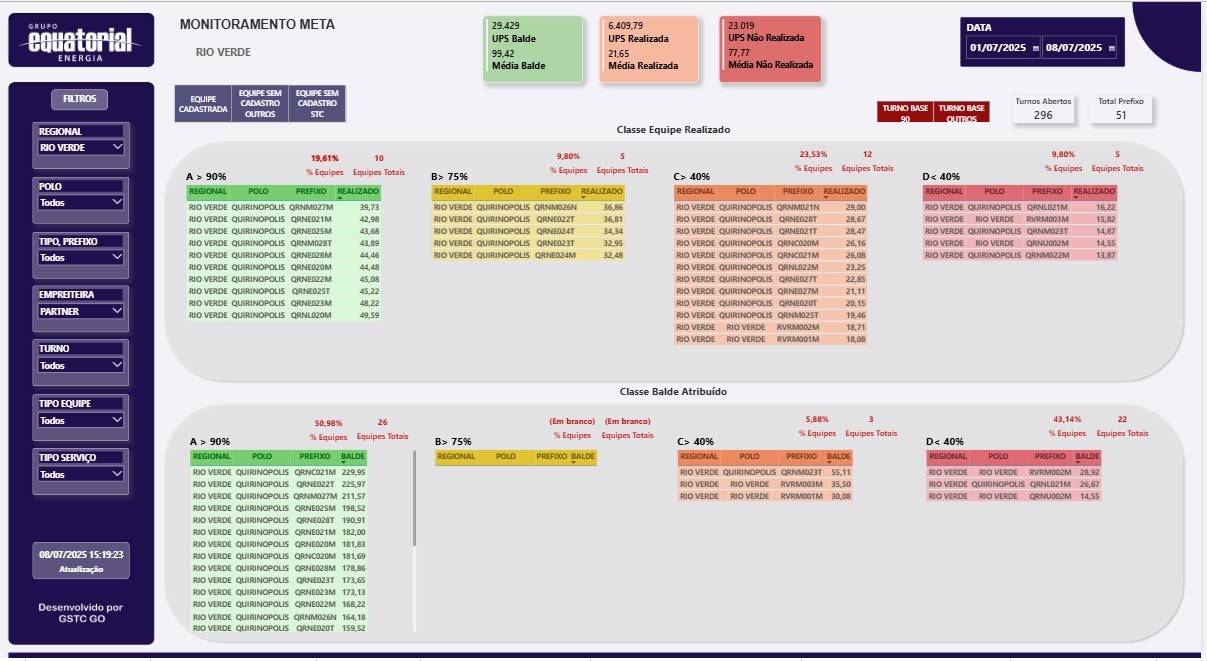 GRUPO
equatorial
ENERGIA
FILTROS
REGIONAL
RIO VERDE
POLO
Todos
TIPO, PREFIXO
Todos
EMPREITEIRA
PARTNER
TURNO
Todos
TIPO EQUIPE
Todos
TIPO SERVIÇO
Todos
08/07/2025 15:19:23
Atualização
Desenvolvido por
GSTC GO
MONITORAMENTO META
RIO VERDE
29.429
UPS Balde
99,42
Média Balde
6.409,79
UPS Realizada
21,65
Média Realizada
23.019
UPS Não Realizada
77,77
Média Não Realizada
DATA
01/07/2025 08/07/2025
EQUIPE
CADASTRADA
EQUIPE SEM
CADASTRO
OUTROS
EQUIPE SEM
CADASTRO
STC
TURNO BASE
90
TURNO BASE
OUTROS
Turnos Abertos
296
Total Prefixo
51
Classe Equipe Realizado
A > 90%
19,61% 10
% Equipes Equipes Totais
REGIONAL POLO PREFIXO REALIZADO
RIO VERDE QUIRINOPOLIS QRNM027M 39,73
RIO VERDE QUIRINOPOLIS QRNE021M 42,98
RIO VERDE QUIRINOPOLIS QRNE025M 43,68
RIO VERDE QUIRINOPOLIS QRNM028T 43,89
RIO VERDE QUIRINOPOLIS QRNE028M 44,46
RIO VERDE QUIRINOPOLIS QRNE020M 44,48
RIO VERDE QUIRINOPOLIS QRNE022M 45,08
RIO VERDE QUIRINOPOLIS QRNE025T 45,22
RIO VERDE QUIRINOPOLIS QRNE023M 48,22
RIO VERDE QUIRINOPOLIS QRNL020M 49,59
B> 75%
9,80% 5
% Equipes Equipes Totais
REGIONAL POLO PREFIXO REALIZADO
RIO VERDE QUIRINOPOLIS QRNM026N 36,86
RIO VERDE QUIRINOPOLIS QRNE022T 36,81
RIO VERDE QUIRINOPOLIS QRNE024T 34,34
RIO VERDE QUIRINOPOLIS QRNE023T 32,95
RIO VERDE QUIRINOPOLIS QRNE024M 32,48
C> 40%
23,53% 12
% Equipes Equipes Totais
REGIONAL POLO PREFIXO REALIZADO
RIO VERDE QUIRINOPOLIS QRNM021N 29,00
RIO VERDE QUIRINOPOLIS QRNE028T 28,67
RIO VERDE QUIRINOPOLIS QRNE021T 28,47
RIO VERDE QUIRINOPOLIS QRNC020M 26,16
RIO VERDE QUIRINOPOLIS QRNC021M 26,08
RIO VERDE QUIRINOPOLIS QRNL022M 23,25
RIO VERDE QUIRINOPOLIS QRNE027T 22,85
RIO VERDE QUIRINOPOLIS QRNE027M 21,11
RIO VERDE QUIRINOPOLIS QRNE020T 20,15
RIO VERDE QUIRINOPOLIS QRNM025T 19,46
RIO VERDE RIO VERDE RVRM002M 18,71
RIO VERDE RIO VERDE RVRM001M 18,08
D< 40%
9,80% 5
% Equipes Equipes Totais
REGIONAL POLO PREFIXO REALIZADO
RIO VERDE QUIRINOPOLIS QRNL021M 16,22
RIO VERDE RIO VERDE RVRM003M 15,82
RIO VERDE QUIRINOPOLIS QRNM023T 14,87
RIO VERDE RIO VERDE QRNU002M 14,55
RIO VERDE QUIRINOPOLIS QRNM022M 13,87
Classe Balde Atribuído
A > 90%
50,98% 26
% Equipes Equipes Totais
REGIONAL POLO PREFIXO BALDE
RIO VERDE QUIRINOPOLIS QRNC021M 229,95
RIO VERDE QUIRINOPOLIS QRNE022T 225,97
RIO VERDE QUIRINOPOLIS QRNM027M 211,57
RIO VERDE QUIRINOPOLIS QRNE025M 198,52
RIO VERDE QUIRINOPOLIS QRNE028T 190,91
RIO VERDE QUIRINOPOLIS QRNE021M 182,00
RIO VERDE QUIRINOPOLIS QRNE020M 181,83
RIO VERDE QUIRINOPOLIS QRNC020M 181,69
RIO VERDE QUIRINOPOLIS QRNE028M 178,86
RIO VERDE QUIRINOPOLIS QRNE023T 173,65
RIO VERDE QUIRINOPOLIS QRNE023M 173,13
RIO VERDE QUIRINOPOLIS QRNE022M 168,22
RIO VERDE QUIRINOPOLIS QRNM026N 164,18
RIO VERDE QUIRINOPOLIS QRNE020T 159,52
B> 75%
(Em branco) (Em branco)
% Equipes Equipes Totais
REGIONAL POLO PREFIXO BALDE
C> 40%
5,88% 3
% Equipes Equipes Totais
REGIONAL POLO PREFIXO BALDE
RIO VERDE QUIRINOPOLIS QRNM023T 55,11
RIO VERDE RIO VERDE RVRM003M 35,50
RIO VERDE RIO VERDE RVRM001M 30,08
D< 40%
43,14% 22
% Equipes Equipes Totais
REGIONAL POLO PREFIXO BALDE
RIO VERDE RIO VERDE RVRM002M 28,92
RIO VERDE QUIRINOPOLIS QRNL021M 26,67
RIO VERDE RIO VERDE QRNU002M 14,55